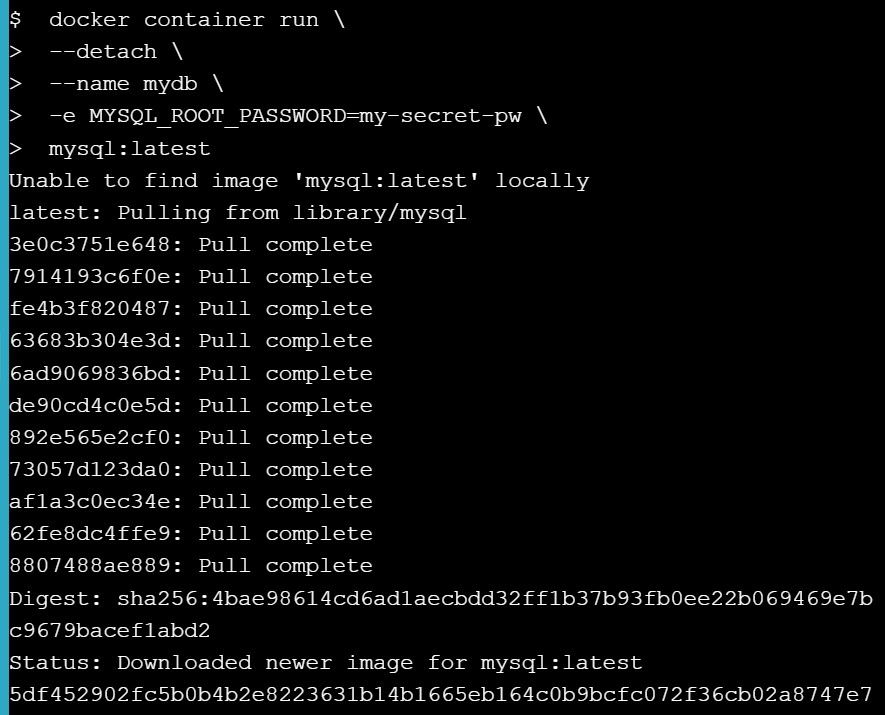 $  docker container run \
>  --detach \
>  --name mydb \
>  -e MYSQL_ROOT_PASSWORD=my-secret-pw \
>  mysql:latest
Unable to find image 'mysql:latest' locally
latest: Pulling from library/mysql
3e0c3751e648: Pull complete
7914193c6f0e: Pull complete
fe4b3f820487: Pull complete
63683b304e3d: Pull complete
6ad9069836bd: Pull complete
de90cd4c0e5d: Pull complete
892e565e2cf0: Pull complete
73057d123da0: Pull complete
af1a3c0ec34e: Pull complete
62fe8dc4ffe9: Pull complete
8807488ae889: Pull complete
Digest: sha256:4bae98614cd6ad1aecbdd32ff1b37b93fb0ee22b069469e7b
c9679bacef1abd2
Status: Downloaded newer image for mysql:latest
5df452902fc5b0b4b2e8223631b14b1665eb164c0b9bcfc072f36cb02a8747e7